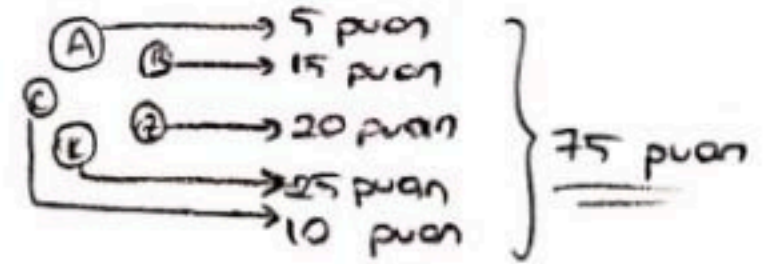 A → 5 puan
B → 15 puan
→ 20 puan
C
K → 25 puan
→ 10 puan
75 puan